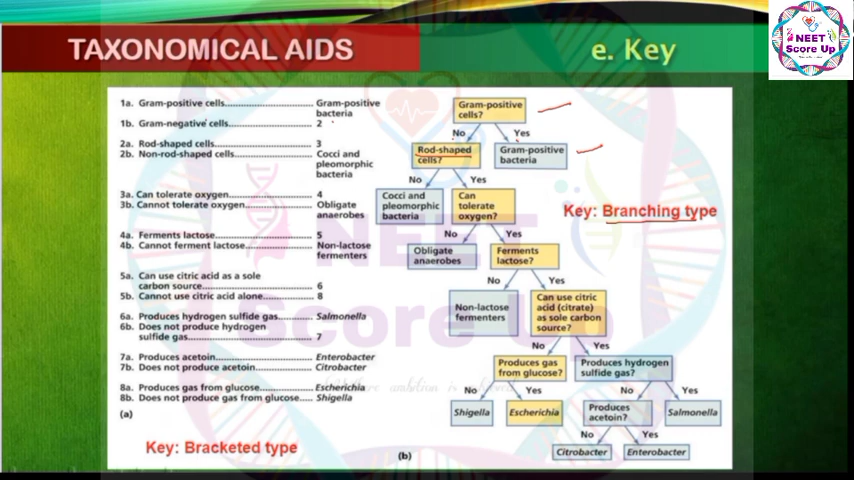 TAXONOMICAL AIDS
e. Key
NEET
Score Up
1a. Gram-positive cells............................ Gram-positive
bacteria
1b. Gram-negative cells........................... 2
2a. Rod-shaped cells................................ 3
2b. Non-rod-shaped cells......................... Cocci and
pleomorphic
bacteria
3a. Can tolerate oxygen........................... 4
3b. Cannot tolerate oxygen..................... Obligate
anaerobes
4a. Ferments lactose................................ 5
4b. Cannot ferment lactose..................... Non-lactose
fermenters
5a. Can use citric acid as a sole
carbon source..................................... 6
5b. Cannot use citric acid alone............... 8
6a. Produces hydrogen sulfide gas.......... Salmonella
6b. Does not produce hydrogen
sulfide gas........................................... 7
7a. Produces acetoin................................ Enterobacter
7b. Does not produce acetoin.................. Citrobacter
8a. Produces gas from glucose................ Escherichia
8b. Does not produce gas from glucose..... Shigella
(a)
Key: Bracketed type
Gram-positive
cells?
No Yes
Rod-shaped
cells?
Gram-positive
bacteria
No Yes
Cocci and
pleomorphic
bacteria
Can
tolerate
oxygen?
Key: Branching type
No Yes
Obligate
anaerobes
Ferments
lactose?
No Yes
Non-lactose
fermenters
Can use citric
acid (citrate)
as sole carbon
source?
No Yes
Produces gas
from glucose?
Produces hydrogen
sulfide gas?
No Yes No Yes
Shigella
Escherichia
Produces
acetoin?
Salmonella
No Yes
Citrobacter
Enterobacter
(b)
NEET
Score Up